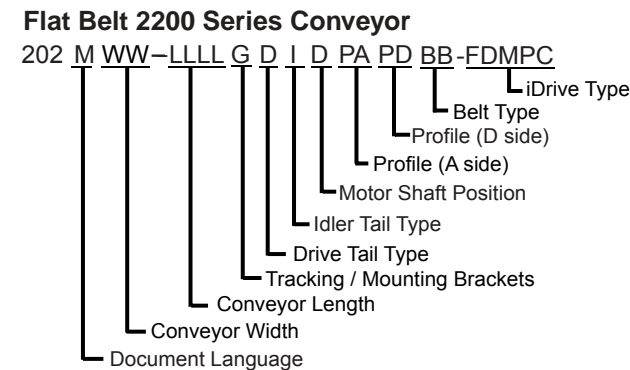 Flat Belt 2200 Series Conveyor
202 M WW–LLLL G D I D PA PD BB-FDMPC
iDrive Type
Belt Type
Profile (D side)
Profile (A side)
Motor Shaft Position
Idler Tail Type
Drive Tail Type
Tracking / Mounting Brackets
Conveyor Length
Conveyor Width
Document Language